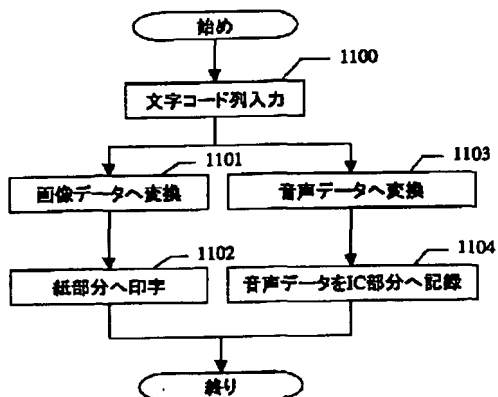 始め
1100
文字コード列入力
1101
画像データへ変換
1103
音声データへ変換
1102
紙部分へ印字
1104
音声データをIC部分へ記録
終り